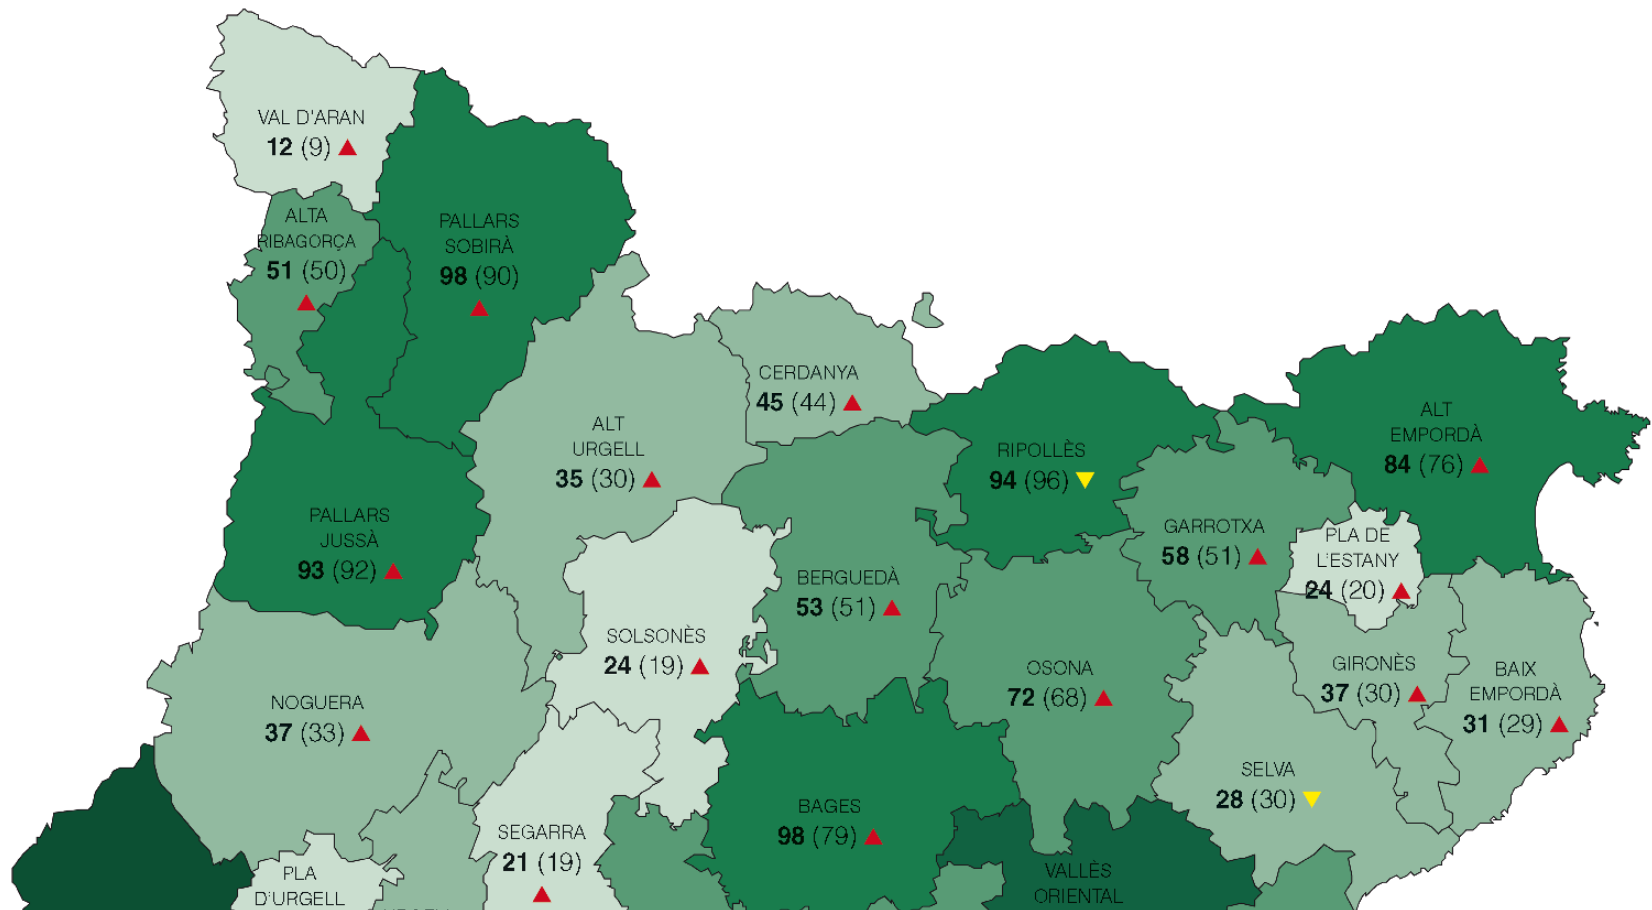 VAL D'ARAN
12 (9)
ALTA
RIBAGORÇA
51 (50)
PALLARS
SOBIRÀ
98 (90)
CERDANYA
45 (44)
ALT
URGELL
35 (30)
RIPOLLÈS
94 (96)
ALT
EMPORDÀ
84 (76)
PALLARS
JUSSÀ
93 (92)
GARROTXA
58 (51)
PLA DE
L'ESTANY
24 (20)
BERGUEDÀ
53 (51)
SOLSONÈS
24 (19)
OSONA
72 (68)
GIRONÈS
37 (30)
BAIX
EMPORDÀ
31 (29)
NOGUERA
37 (33)
SELVA
28 (30)
BAGES
98 (79)
SEGARRA
21 (19)
PLA
D'URGELL
VALLÈS
ORIENTAL